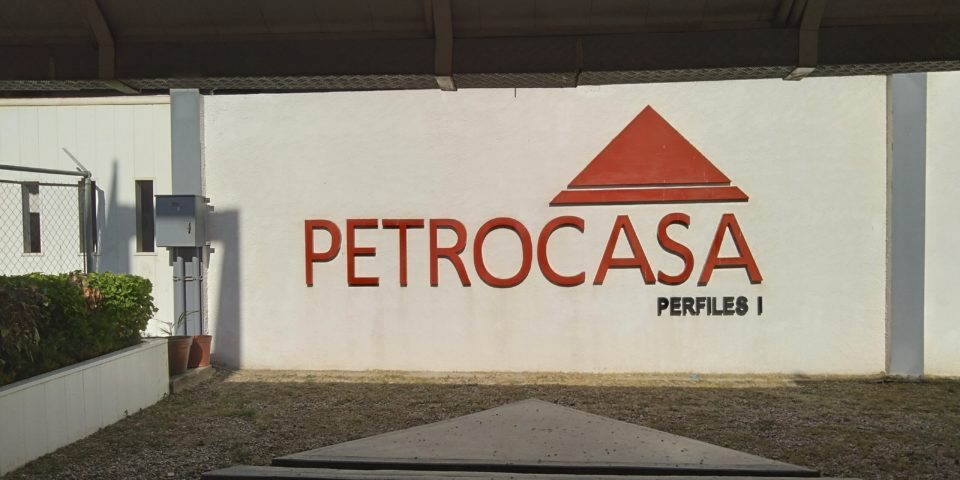 PETROCASA
PERFILES I